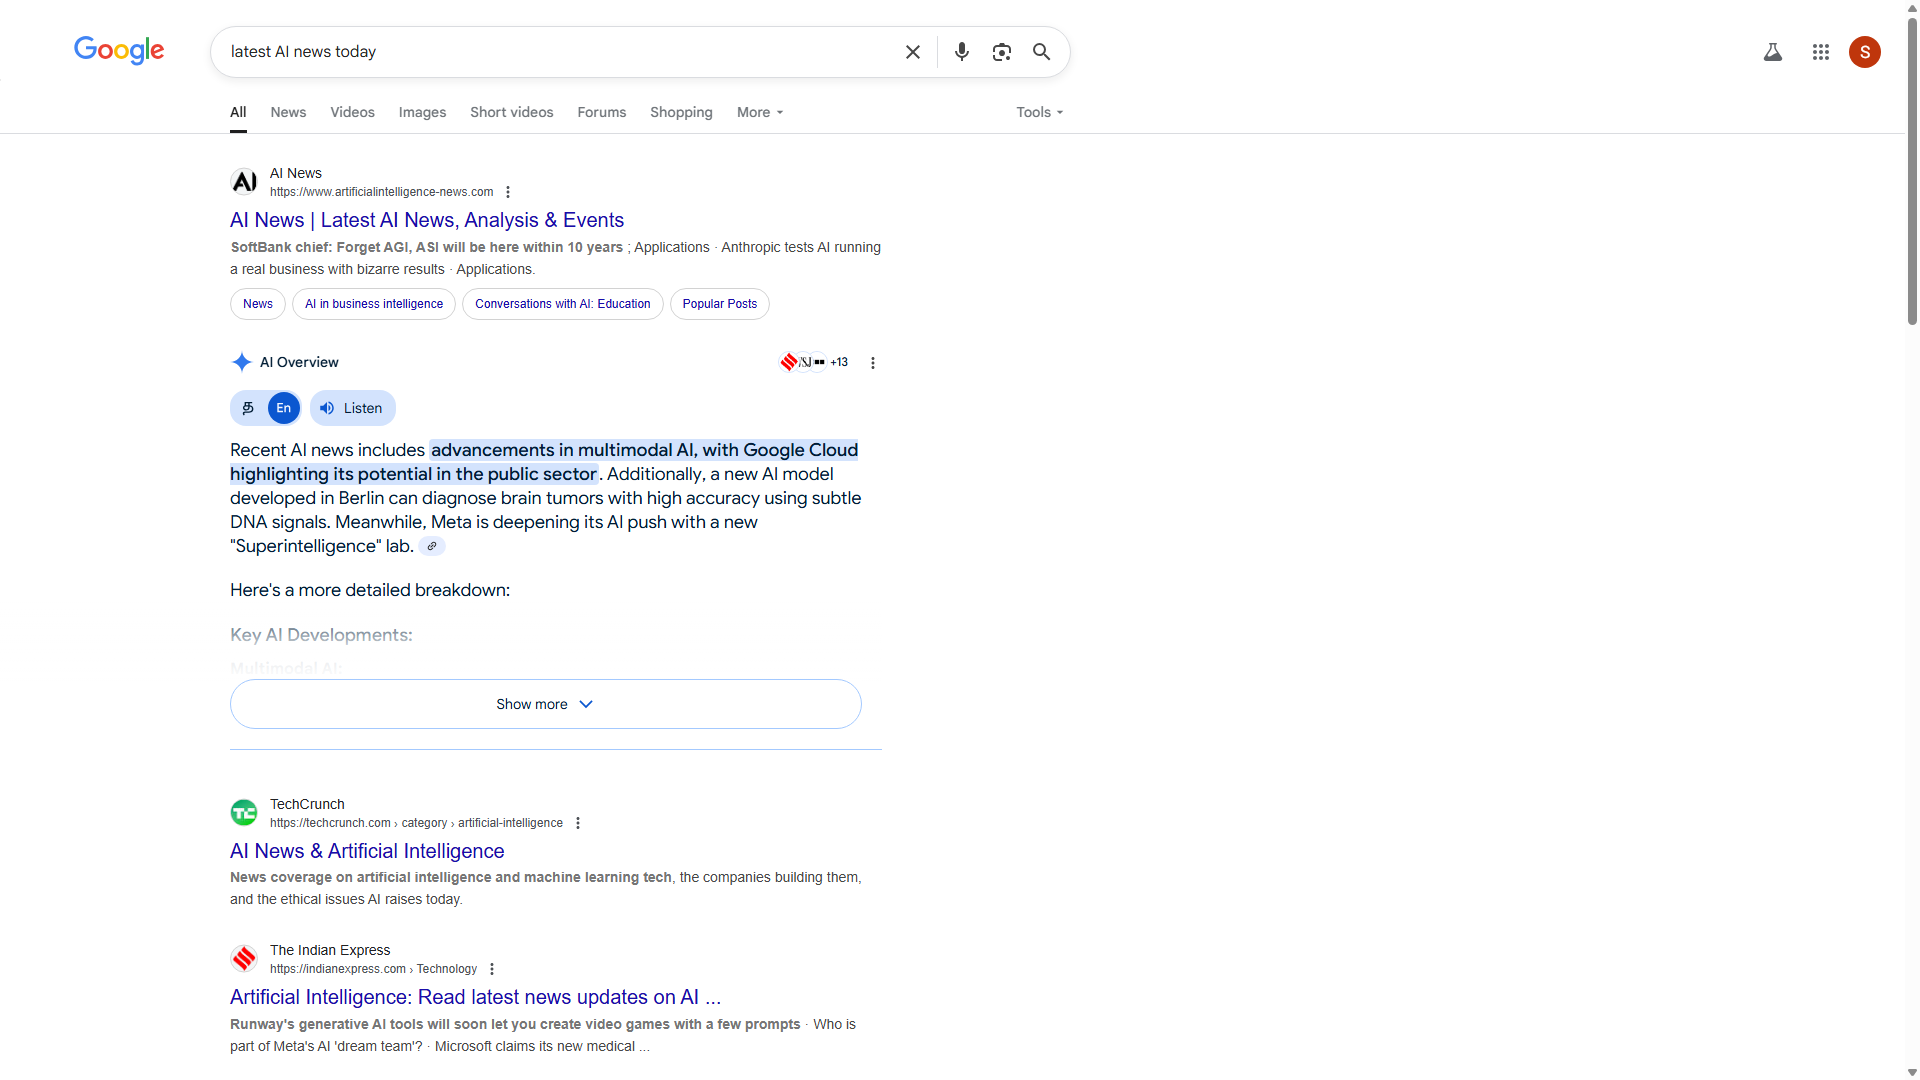 Google
latest AI news today
S
All News Videos Images Short videos Forums Shopping More Tools
AI News
https://www.artificialintelligence-news.com
AI News | Latest AI News, Analysis & Events
SoftBank chief: Forget AGI, ASI will be here within 10 years ; Applications · Anthropic tests AI running
a real business with bizarre results · Applications.
News AI in business intelligence Conversations with AI: Education Popular Posts
AI Overview
+13
த En Listen
Recent AI news includes advancements in multimodal AI, with Google Cloud
highlighting its potential in the public sector. Additionally, a new AI model
developed in Berlin can diagnose brain tumors with high accuracy using subtle
DNA signals. Meanwhile, Meta is deepening its AI push with a new
"Superintelligence" lab.
Here's a more detailed breakdown:
Key AI Developments:
Multimodal AI:
Show more
TechCrunch
https://techcrunch.com › category › artificial-intelligence
AI News & Artificial Intelligence
News coverage on artificial intelligence and machine learning tech, the companies building them,
and the ethical issues AI raises today.
The Indian Express
https://indianexpress.com › Technology
Artificial Intelligence: Read latest news updates on AI ...
Runway's generative AI tools will soon let you create video games with a few prompts · Who is
part of Meta's AI 'dream team'? · Microsoft claims its new medical ...